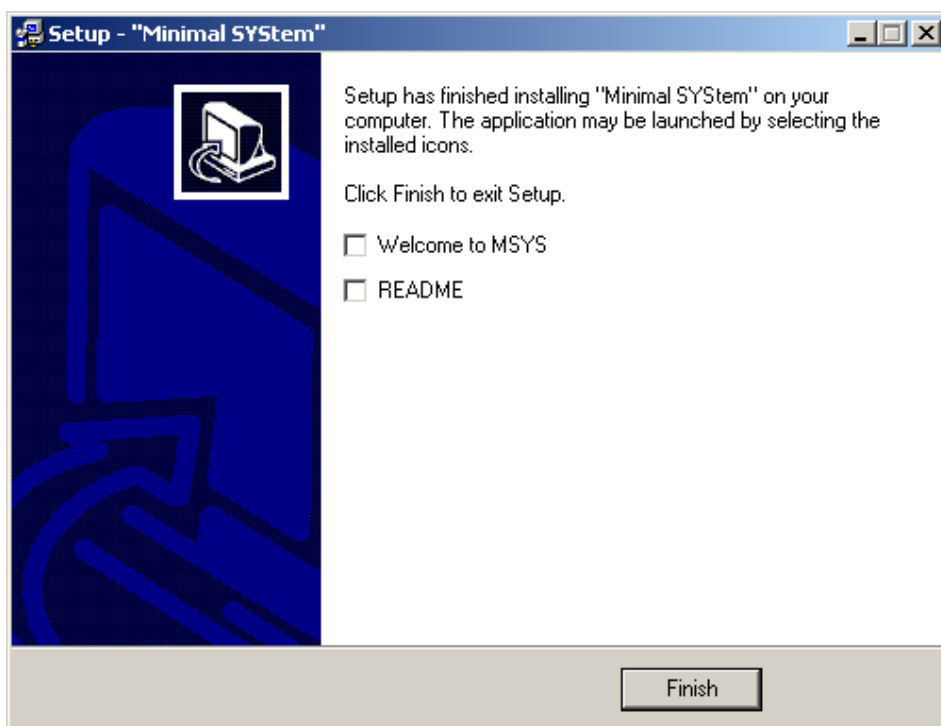 Setup - "Minimal SYStem"
Setup has finished installing "Minimal SYStem" on your
computer. The application may be launched by selecting the
installed icons.
Click Finish to exit Setup.
Welcome to MSYS
README
Finish